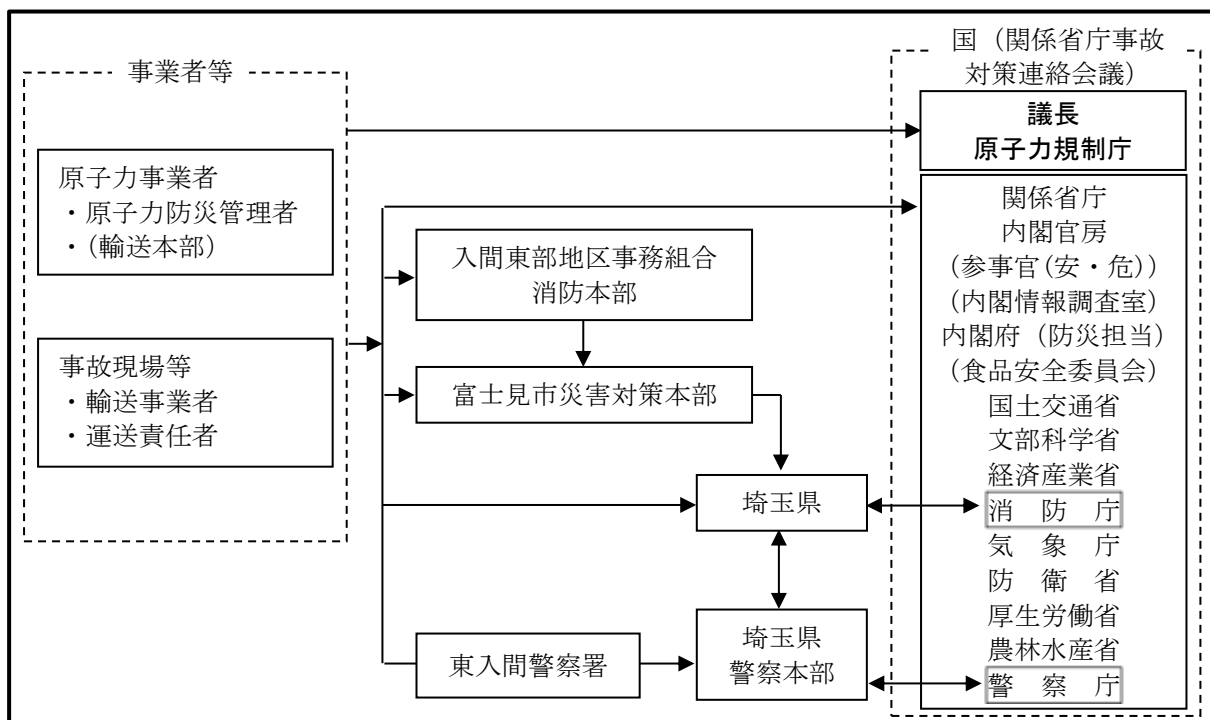 事業者等
原子力事業者
・原子力防災管理者
・(輸送本部)
事故現場等
・輸送事業者
・運送責任者
入間東部地区事務組合
消防本部
富士見市災害対策本部
埼玉県
東入間警察署
埼玉県
警察本部
国（関係省庁事故
対策連絡会議）
議長
原子力規制庁
関係省庁
内閣官房
(参事官(安・危))
(内閣情報調査室)
内閣府（防災担当）
(食品安全委員会)
国土交通省
文部科学省
経済産業省
消　防　庁
気　象　庁
防　衛　省
厚生労働省
農林水産省
警　察　庁